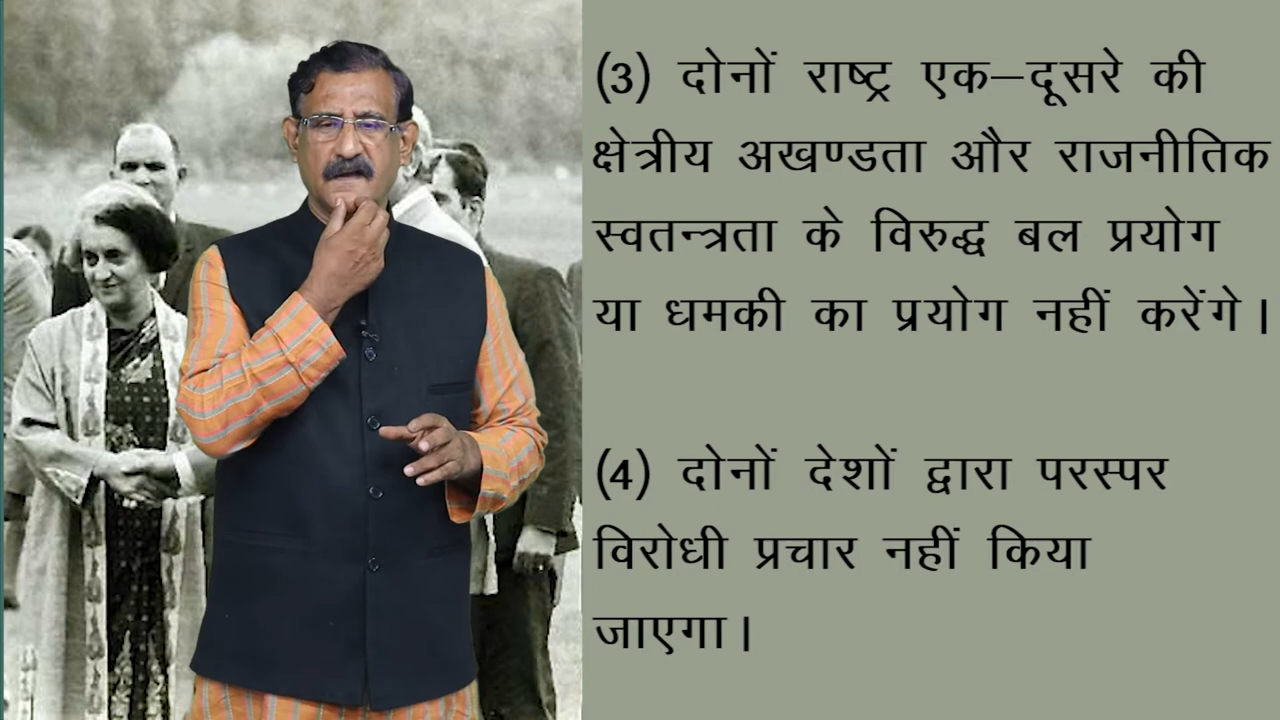 (3) दोनों राष्ट्र एक–दूसरे की
क्षेत्रीय अखण्डता और राजनीतिक
स्वतन्त्रता के विरुद्ध बल प्रयोग
या धमकी का प्रयोग नहीं करेंगे।
(4) दोनों देशों द्वारा परस्पर
विरोधी प्रचार नहीं किया
जाएगा।